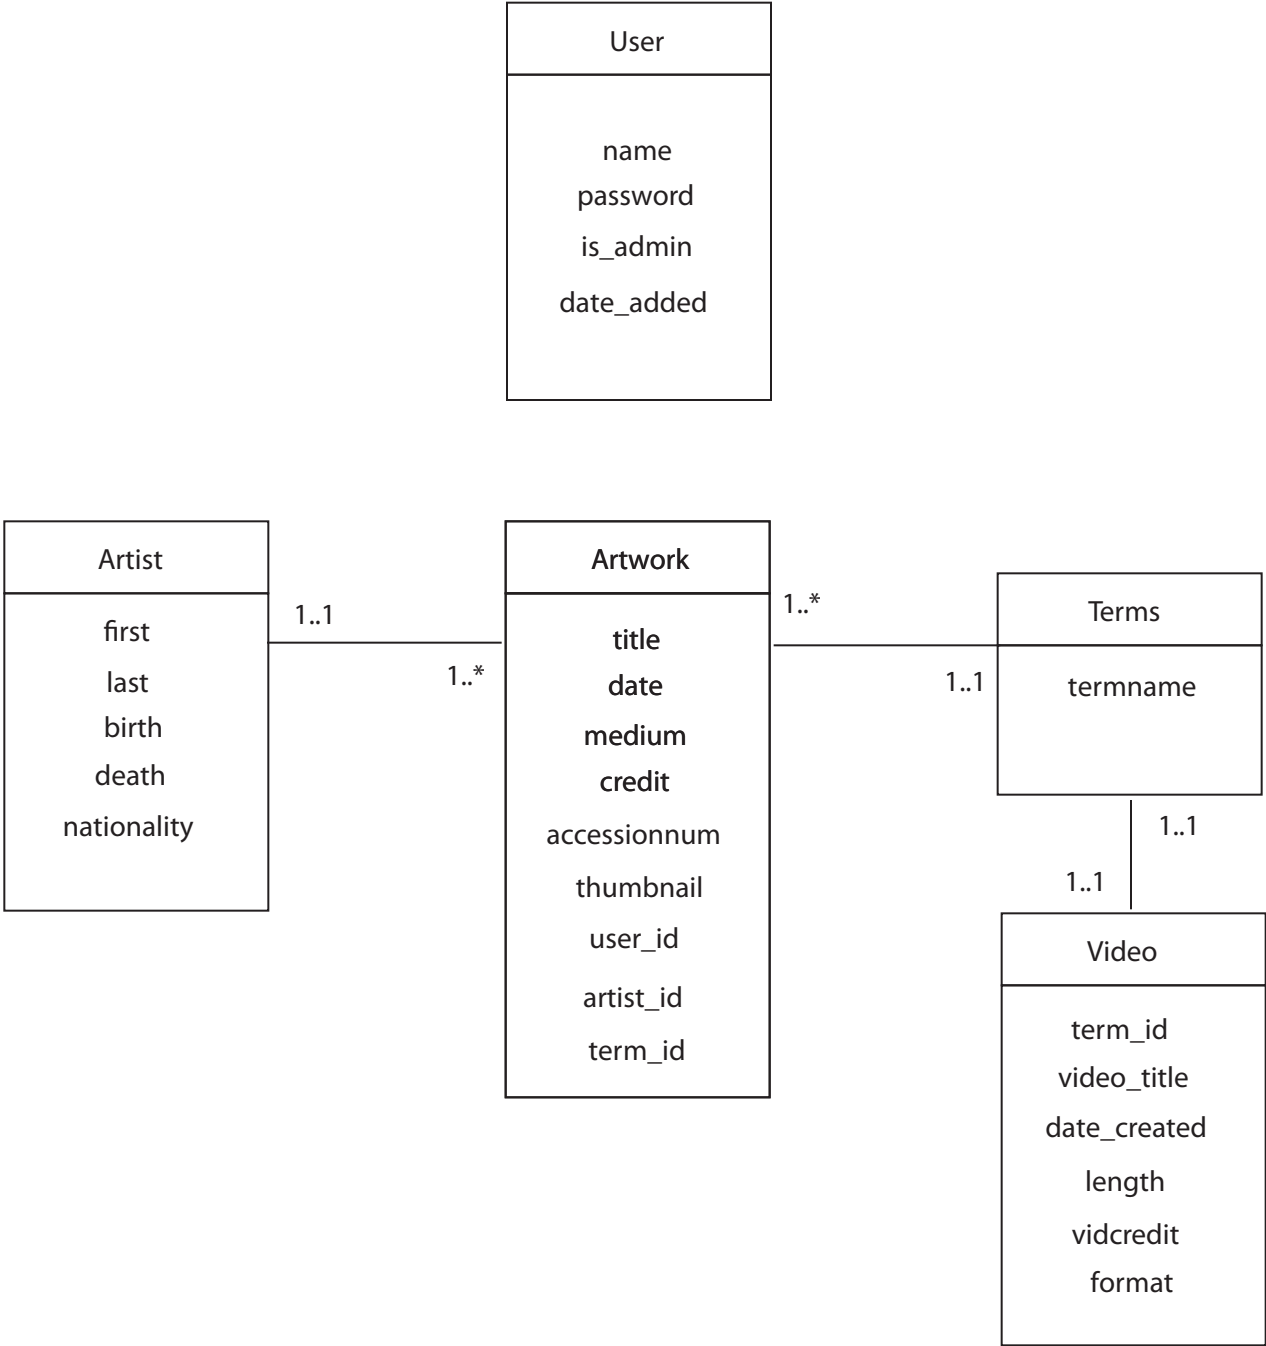 User
name
password
is_admin
date_added
Artist
first
last
birth
death
nationality
1..1
1..*
Artwork
title
date
medium
credit
accessionnum
thumbnail
user_id
artist_id
term_id
1..*
1..1
Terms
termname
1..1
1..1
Video
term_id
video_title
date_created
length
vidcredit
format